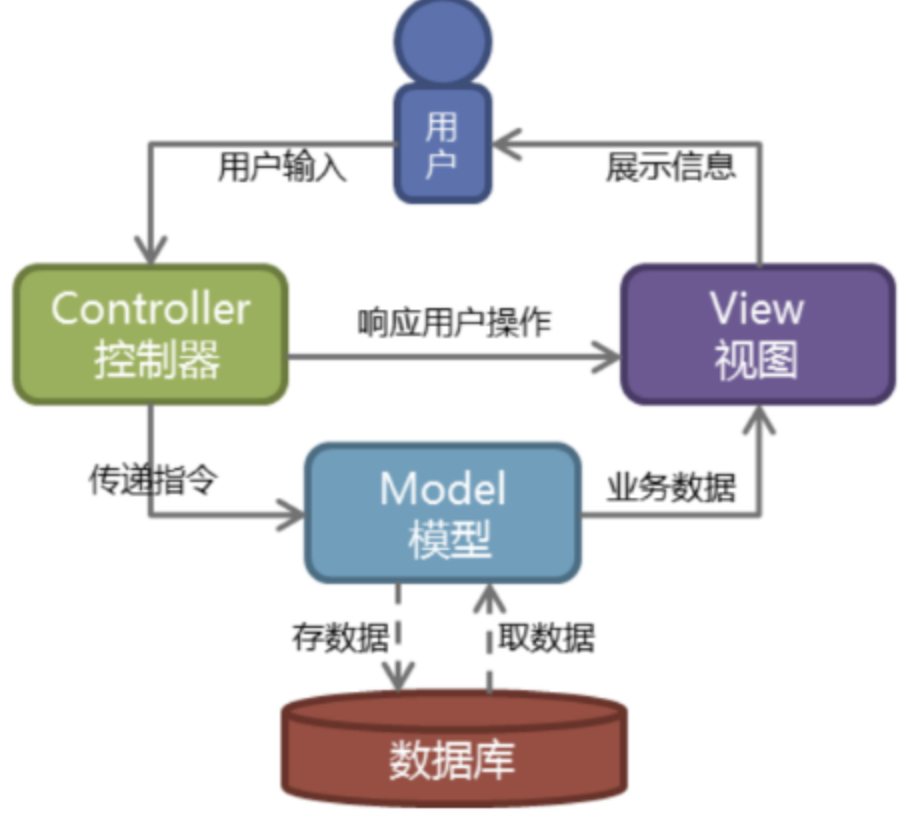 用
户
用户输入
展示信息
Controller
控制器
响应用户操作
View
视图
传递指令
Model
模型
业务数据
存数据
取数据
数据库